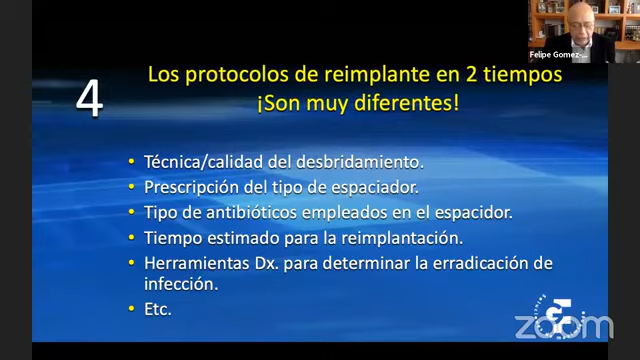 Felipe Gomez-...
4
Los protocolos de reimplante en 2 tiempos
¡Son muy diferentes!
• Técnica/calidad del desbridamiento.
• Prescripción del tipo de espaciador.
• Tipo de antibióticos empleados en el espacidor.
• Tiempo estimado para la reimplantación.
• Herramientas Dx. para determinar la erradicación de
infección.
• Etc.
zoom